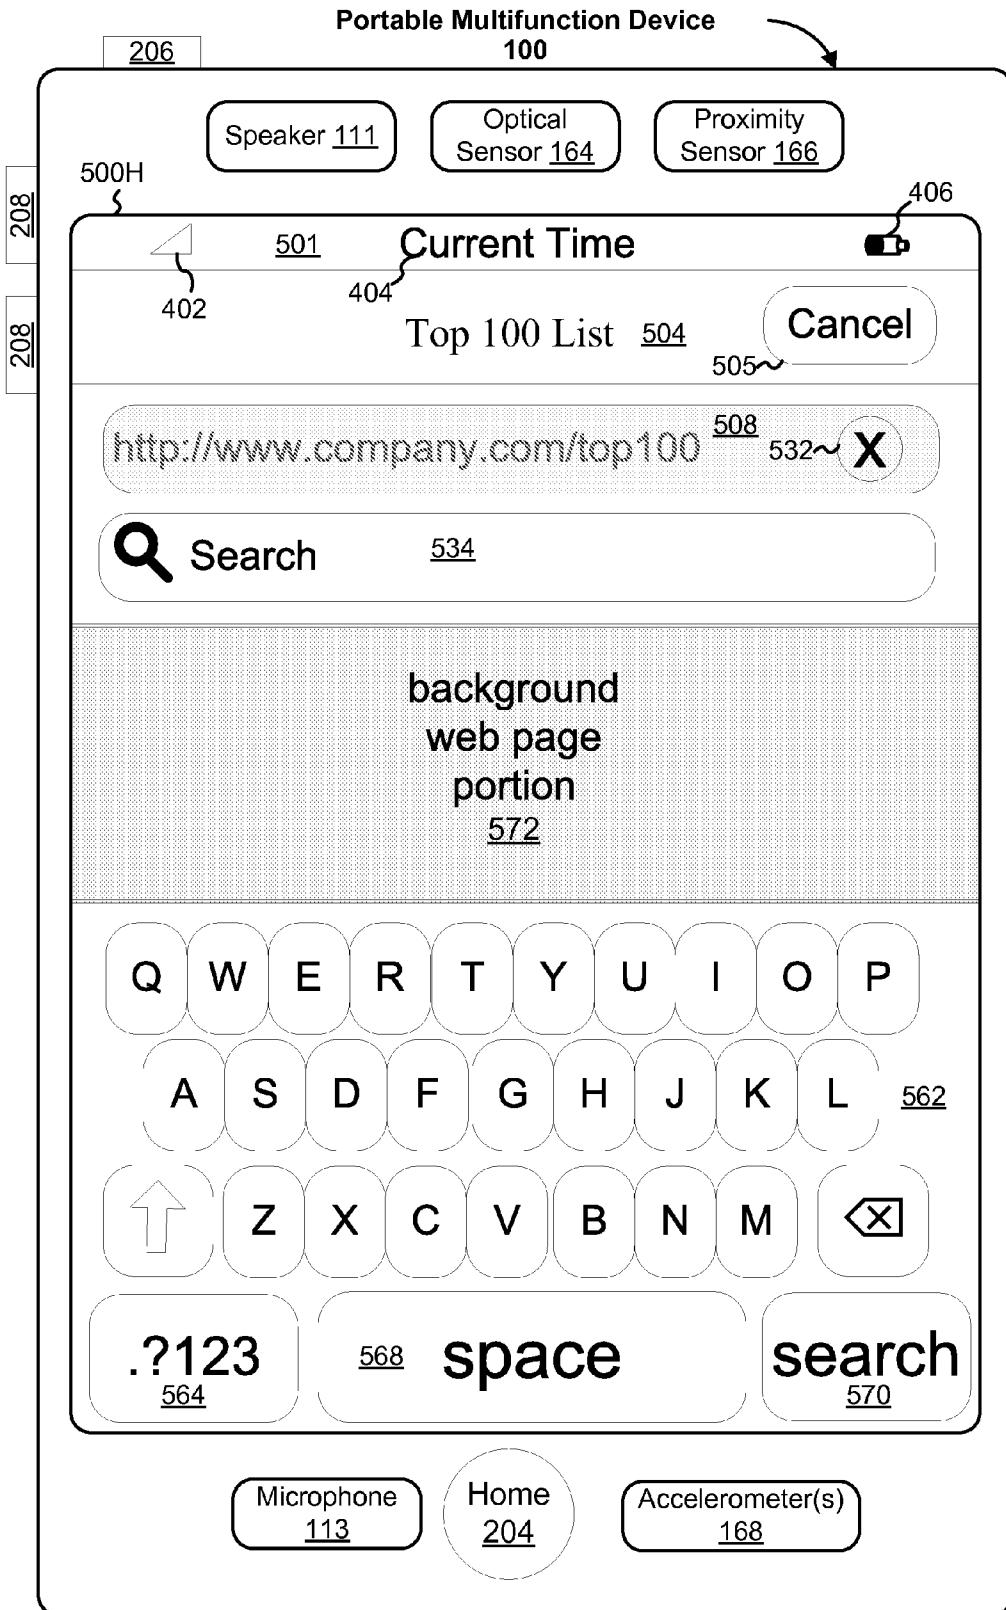 Portable Multifunction Device
100
206
Speaker 111
Optical
Sensor 164
Proximity
Sensor 166
500H
406
208
501
Current Time
402
404
208
Top 100 List
504
Cancel
505
http://www.company.com/top100
508
532
X
Search
534
background
web page
portion
572
Q W E R T Y U I O P
A S D F G H J K L
562
Z X C V B N M
X
.?123
564
568
space
search
570
Microphone
113
Home
204
Accelerometer(s)
168